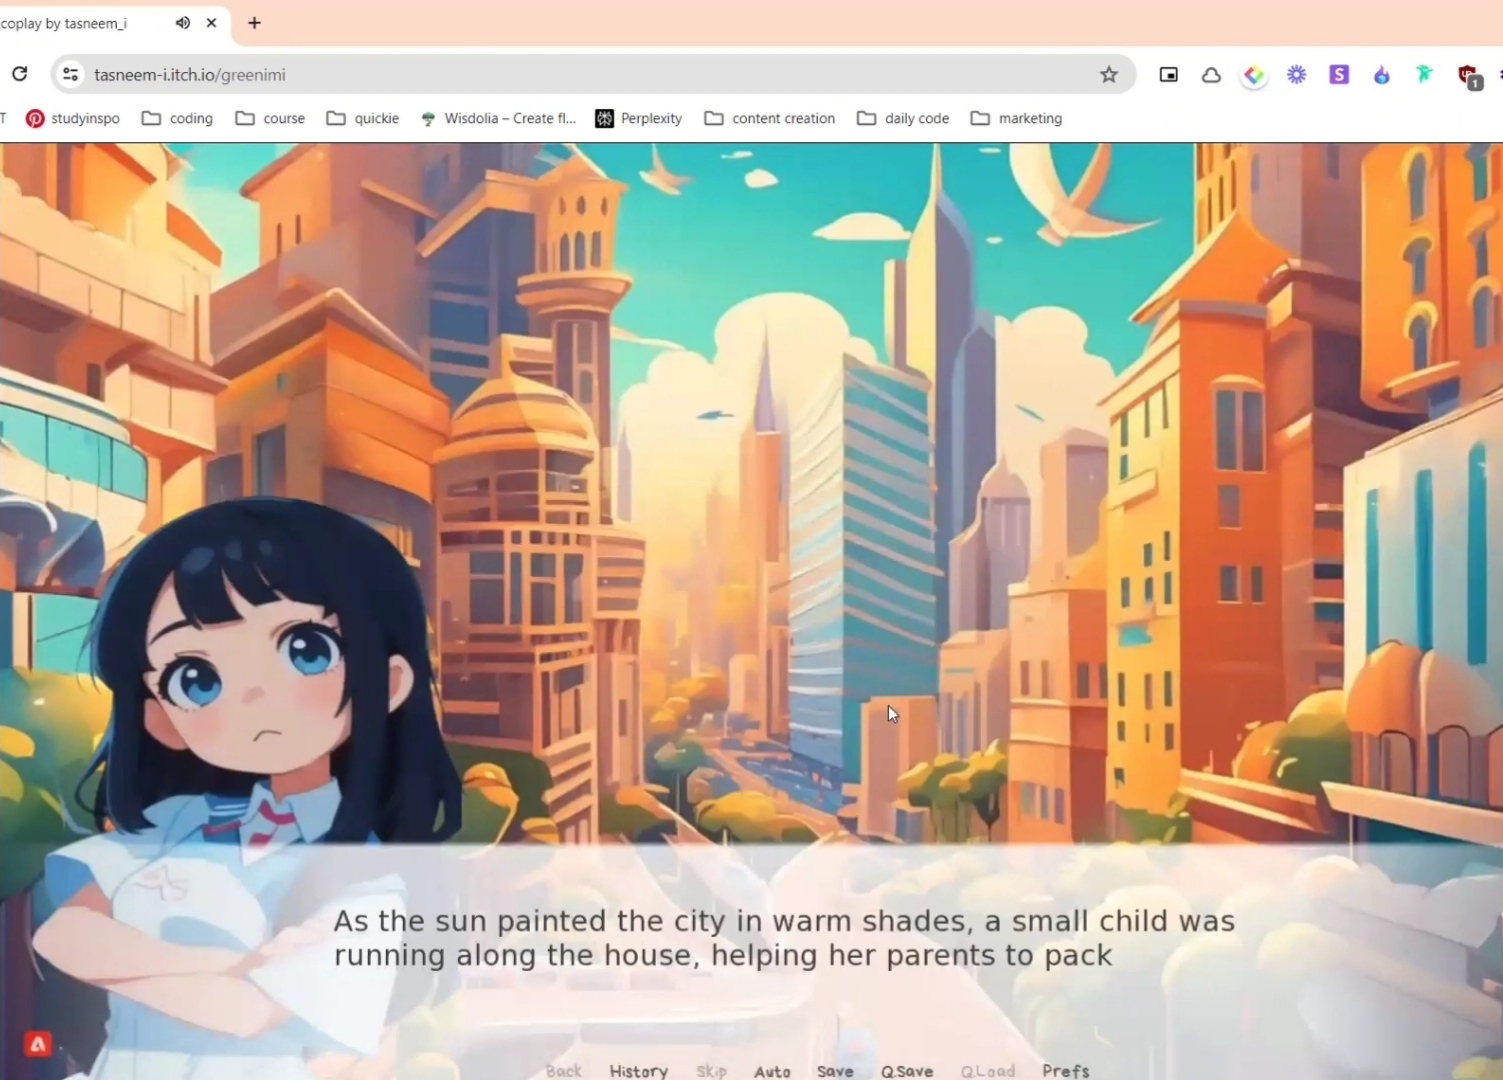 coplay by tasneem_i
tasneem-i.itch.io/greenimi
S
1
T
studyinspo
coding
course
quickie
Wisdolia – Create fl...
Perplexity
content creation
daily code
marketing
As the sun painted the city in warm shades, a small child was
running along the house, helping her parents to pack
Back History Skip Auto Save Q.Save Q.Load Prefs